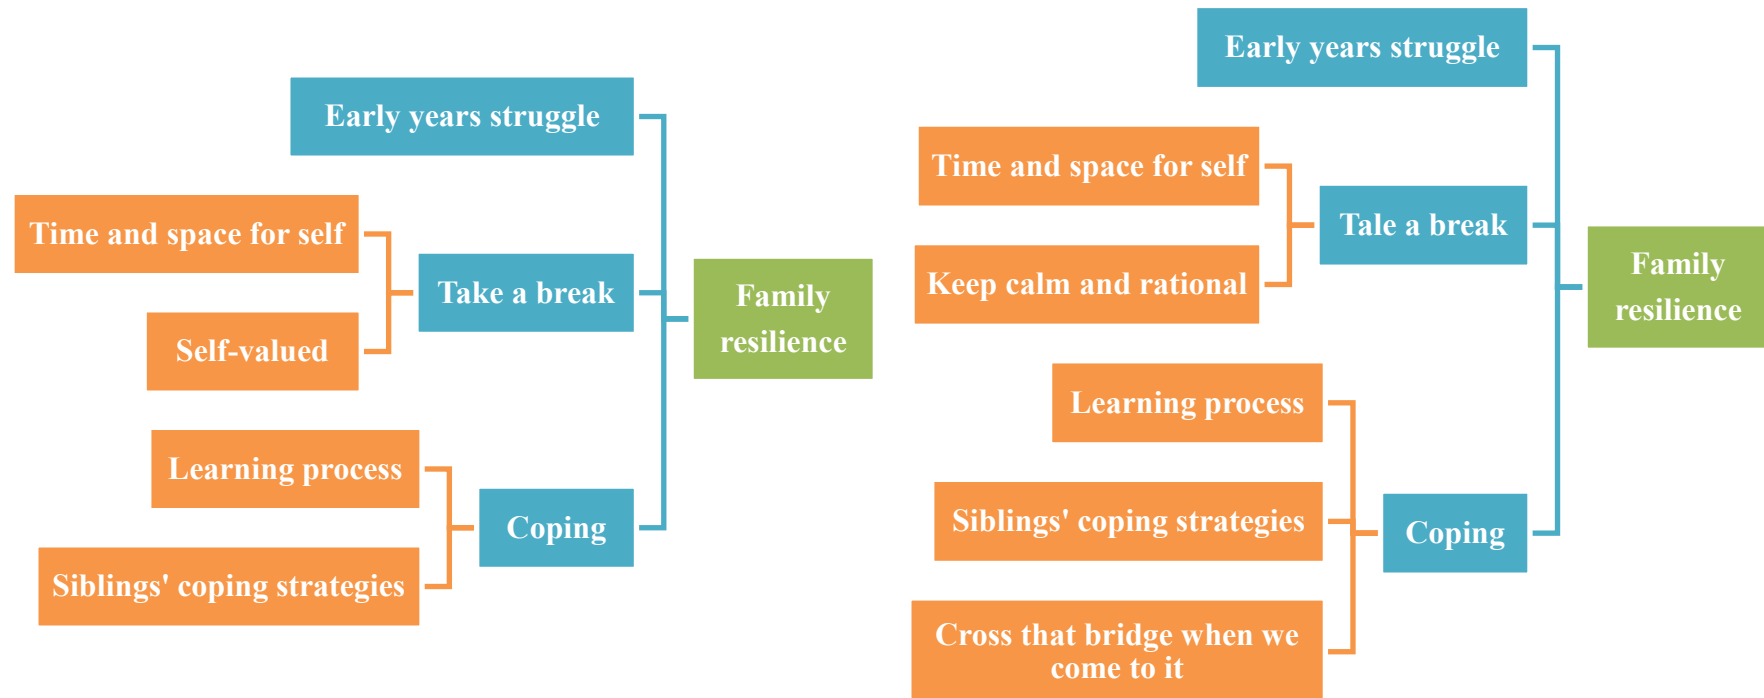 Early years struggle
Time and space for self
Take a break
Self-valued
Family
resilience
Learning process
Coping
Siblings' coping strategies
Early years struggle
Time and space for self
Tale a break
Keep calm and rational
Family
resilience
Learning process
Siblings' coping strategies
Coping
Cross that bridge when we
come to it